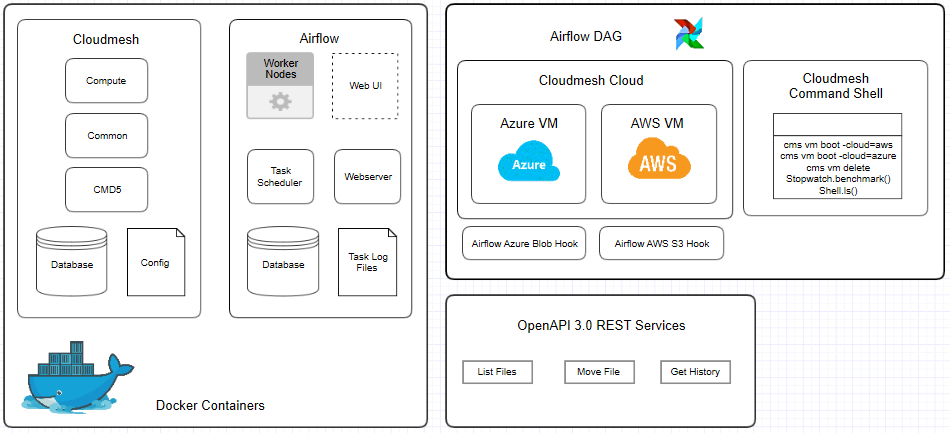 Cloudmesh
Compute
Common
CMD5
Database
Config
Airflow
Worker
Nodes
Web UI
Task
Scheduler
Webserver
Database
Task Log
Files
Docker Containers
Airflow DAG
Cloudmesh Cloud
Azure VM
Azure
AWS VM
AWS
Airflow Azure Blob Hook
Airflow AWS S3 Hook
Cloudmesh
Command Shell
cms vm boot -cloud=aws
cms vm boot -cloud=azure
cms vm delete
Stopwatch.benchmark()
Shell.ls()
OpenAPI 3.0 REST Services
List Files
Move File
Get History